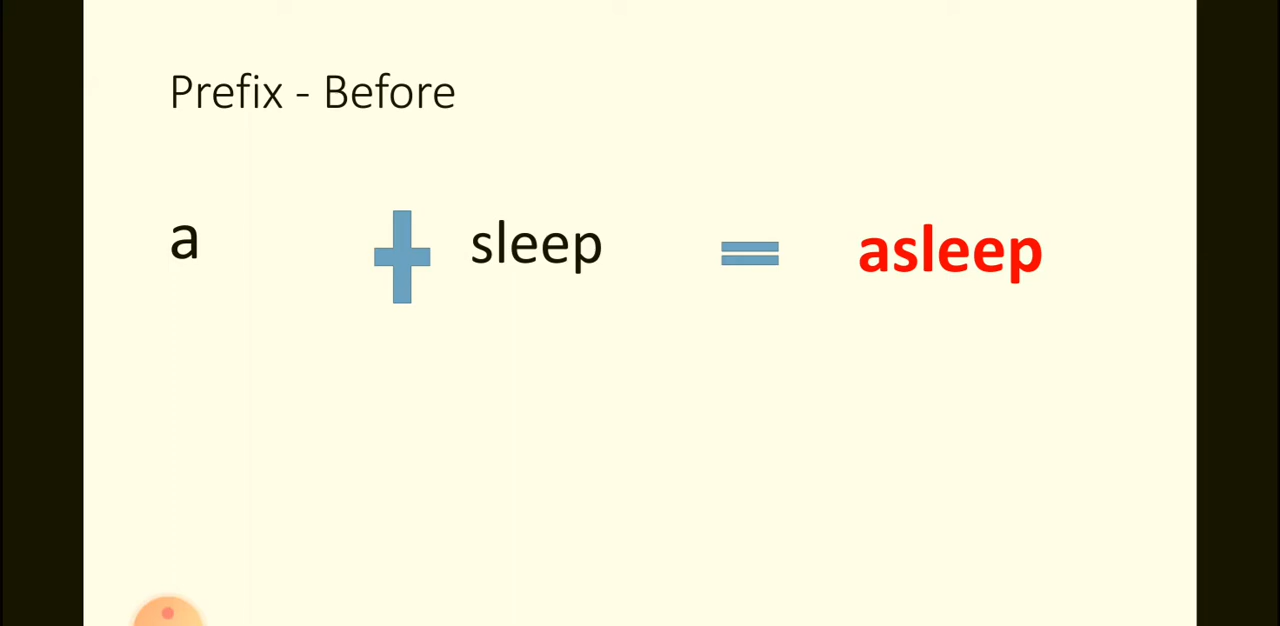 Prefix - Before
a + sleep = asleep